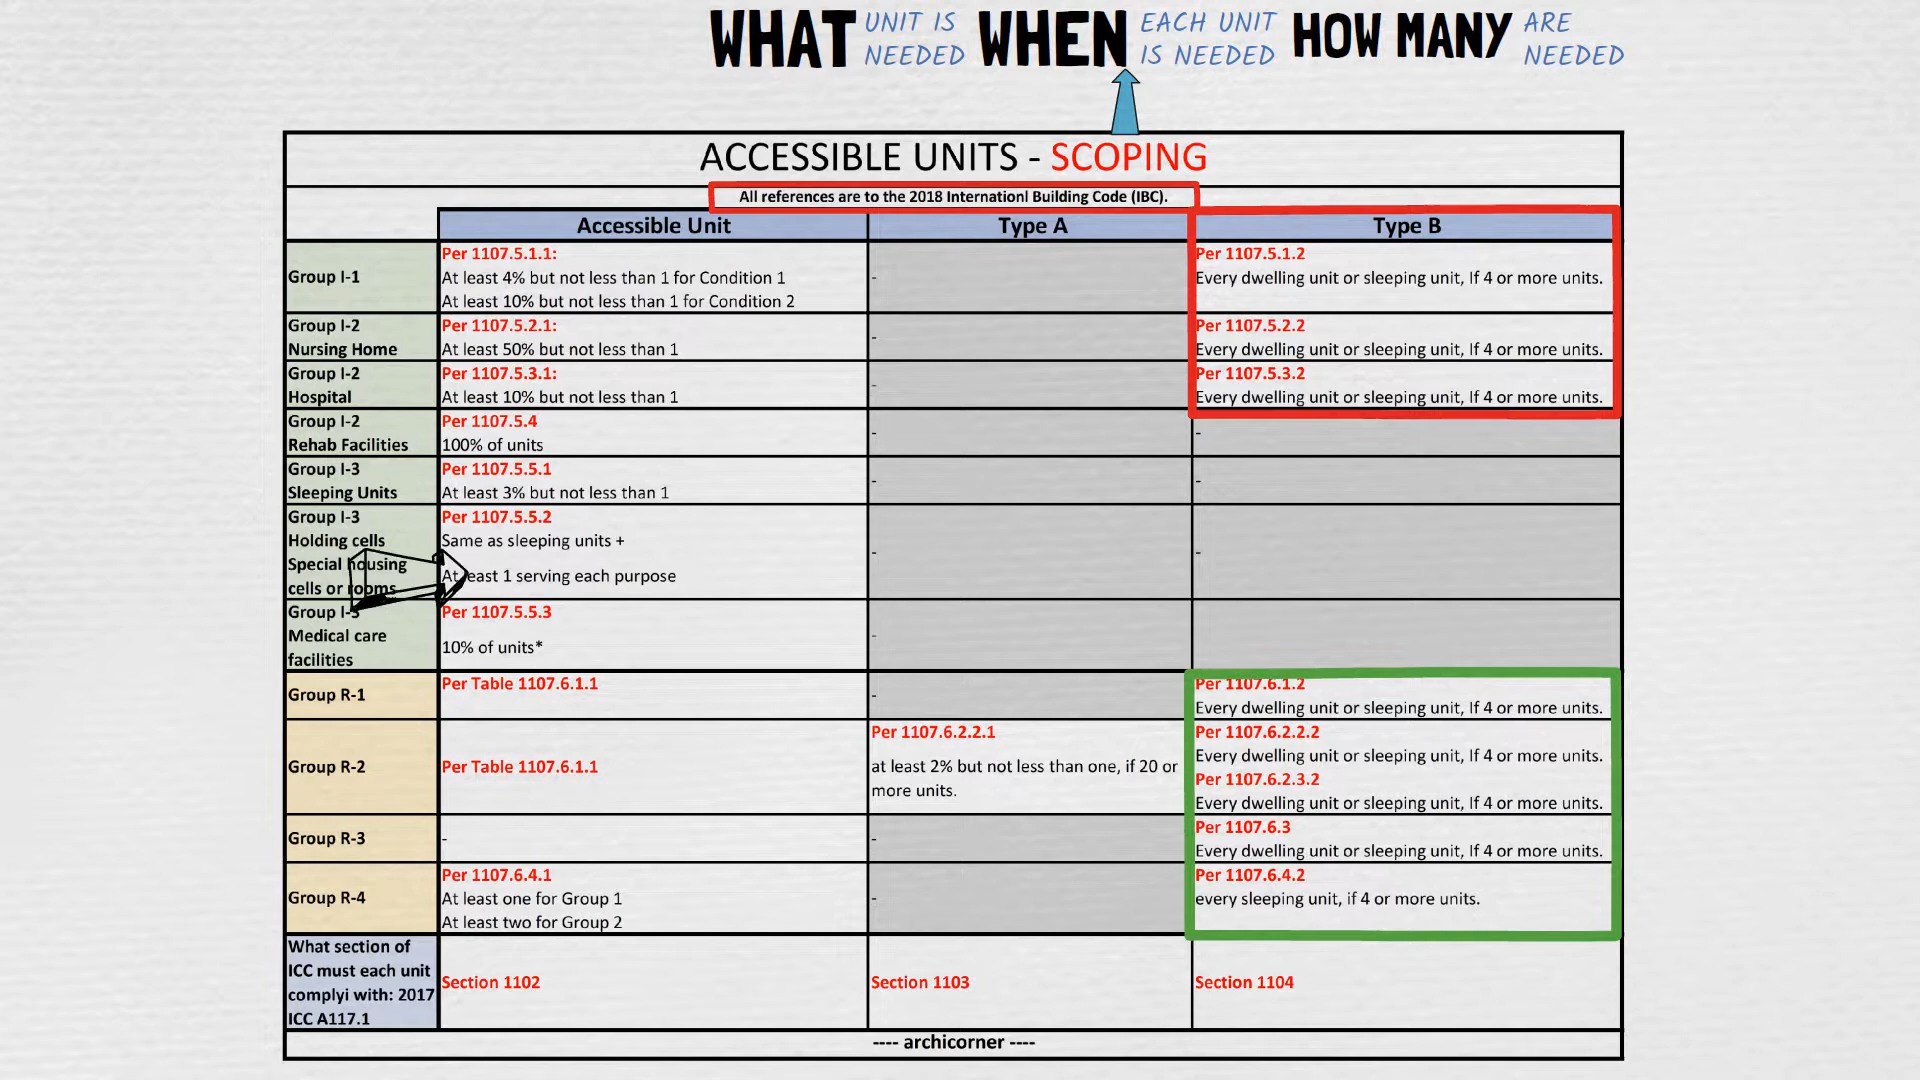 WHAT UNIT IS NEEDED WHEN EACH UNIT IS NEEDED HOW MANY ARE NEEDED
ACCESSIBLE UNITS - SCOPING
All references are to the 2018 Internationl Building Code (IBC).
Accessible Unit Type A Type B
Group I-1
Per 1107.5.1.1:
At least 4% but not less than 1 for Condition 1
At least 10% but not less than 1 for Condition 2
-
Per 1107.5.1.2
Every dwelling unit or sleeping unit, If 4 or more units.
Group I-2
Nursing Home
Per 1107.5.2.1:
At least 50% but not less than 1
-
Per 1107.5.2.2
Every dwelling unit or sleeping unit, If 4 or more units.
Group I-2
Hospital
Per 1107.5.3.1:
At least 10% but not less than 1
-
Per 1107.5.3.2
Every dwelling unit or sleeping unit, If 4 or more units.
Group I-2
Rehab Facilities
Per 1107.5.4
100% of units
-
-
Group I-3
Sleeping Units
Per 1107.5.5.1
At least 3% but not less than 1
-
-
Group I-3
Holding cells
Special housing
cells or rooms
Per 1107.5.5.2
Same as sleeping units +
At least 1 serving each purpose
-
-
Group I-3
Medical care
facilities
Per 1107.5.5.3
10% of units*
-
Group R-1
Per Table 1107.6.1.1
-
Per 1107.6.1.2
Every dwelling unit or sleeping unit, If 4 or more units.
Group R-2
Per Table 1107.6.1.1
Per 1107.6.2.2.1
at least 2% but not less than one, if 20 or
more units.
Per 1107.6.2.2.2
Every dwelling unit or sleeping unit, If 4 or more units.
Per 1107.6.2.3.2
Every dwelling unit or sleeping unit, If 4 or more units.
Group R-3
-
-
Per 1107.6.3
Every dwelling unit or sleeping unit, If 4 or more units.
Group R-4
Per 1107.6.4.1
At least one for Group 1
At least two for Group 2
-
Per 1107.6.4.2
every sleeping unit, if 4 or more units.
What section of
ICC must each unit
complyi with: 2017
ICC A117.1
Section 1102
Section 1103
Section 1104
---- archicorner ----